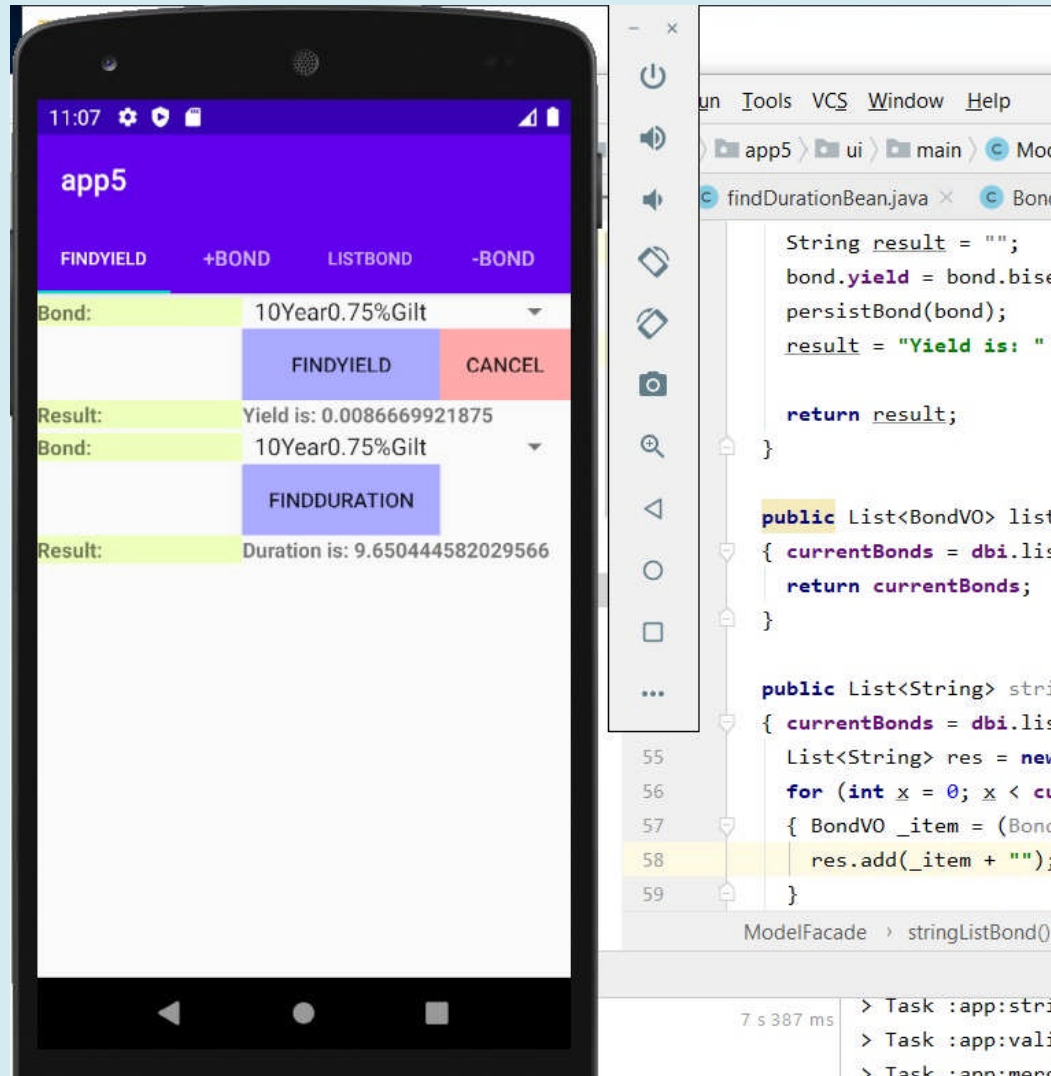 11:07
app5
FINDYIELD +BOND LISTBOND -BOND
Bond: 10Year0.75%Gilt
FINDYIELD CANCEL
Result: Yield is: 0.0086669921875
Bond: 10Year0.75%Gilt
FINDDURATION
Result: Duration is: 9.650444582029566
un Tools VCS Window Help
app5 ui main C Mod
C findDurationBean.java × C Bond
String result = "";
bond.yield = bond.bise
persistBond(bond);
result = "Yield is: "
return result;
}
public List<BondVO> list
{ currentBonds = dbi.lis
return currentBonds;
}
public List<String> stri
{ currentBonds = dbi.lis
55 List<String> res = new
56 for (int x = 0; x < cu
57 { BondVO _item = (Bond
58 res.add(_item + "");
59 }
ModelFacade › stringListBond()
7 s 387 ms
> Task :app:stri
> Task :app:vali
> Task :app:merg